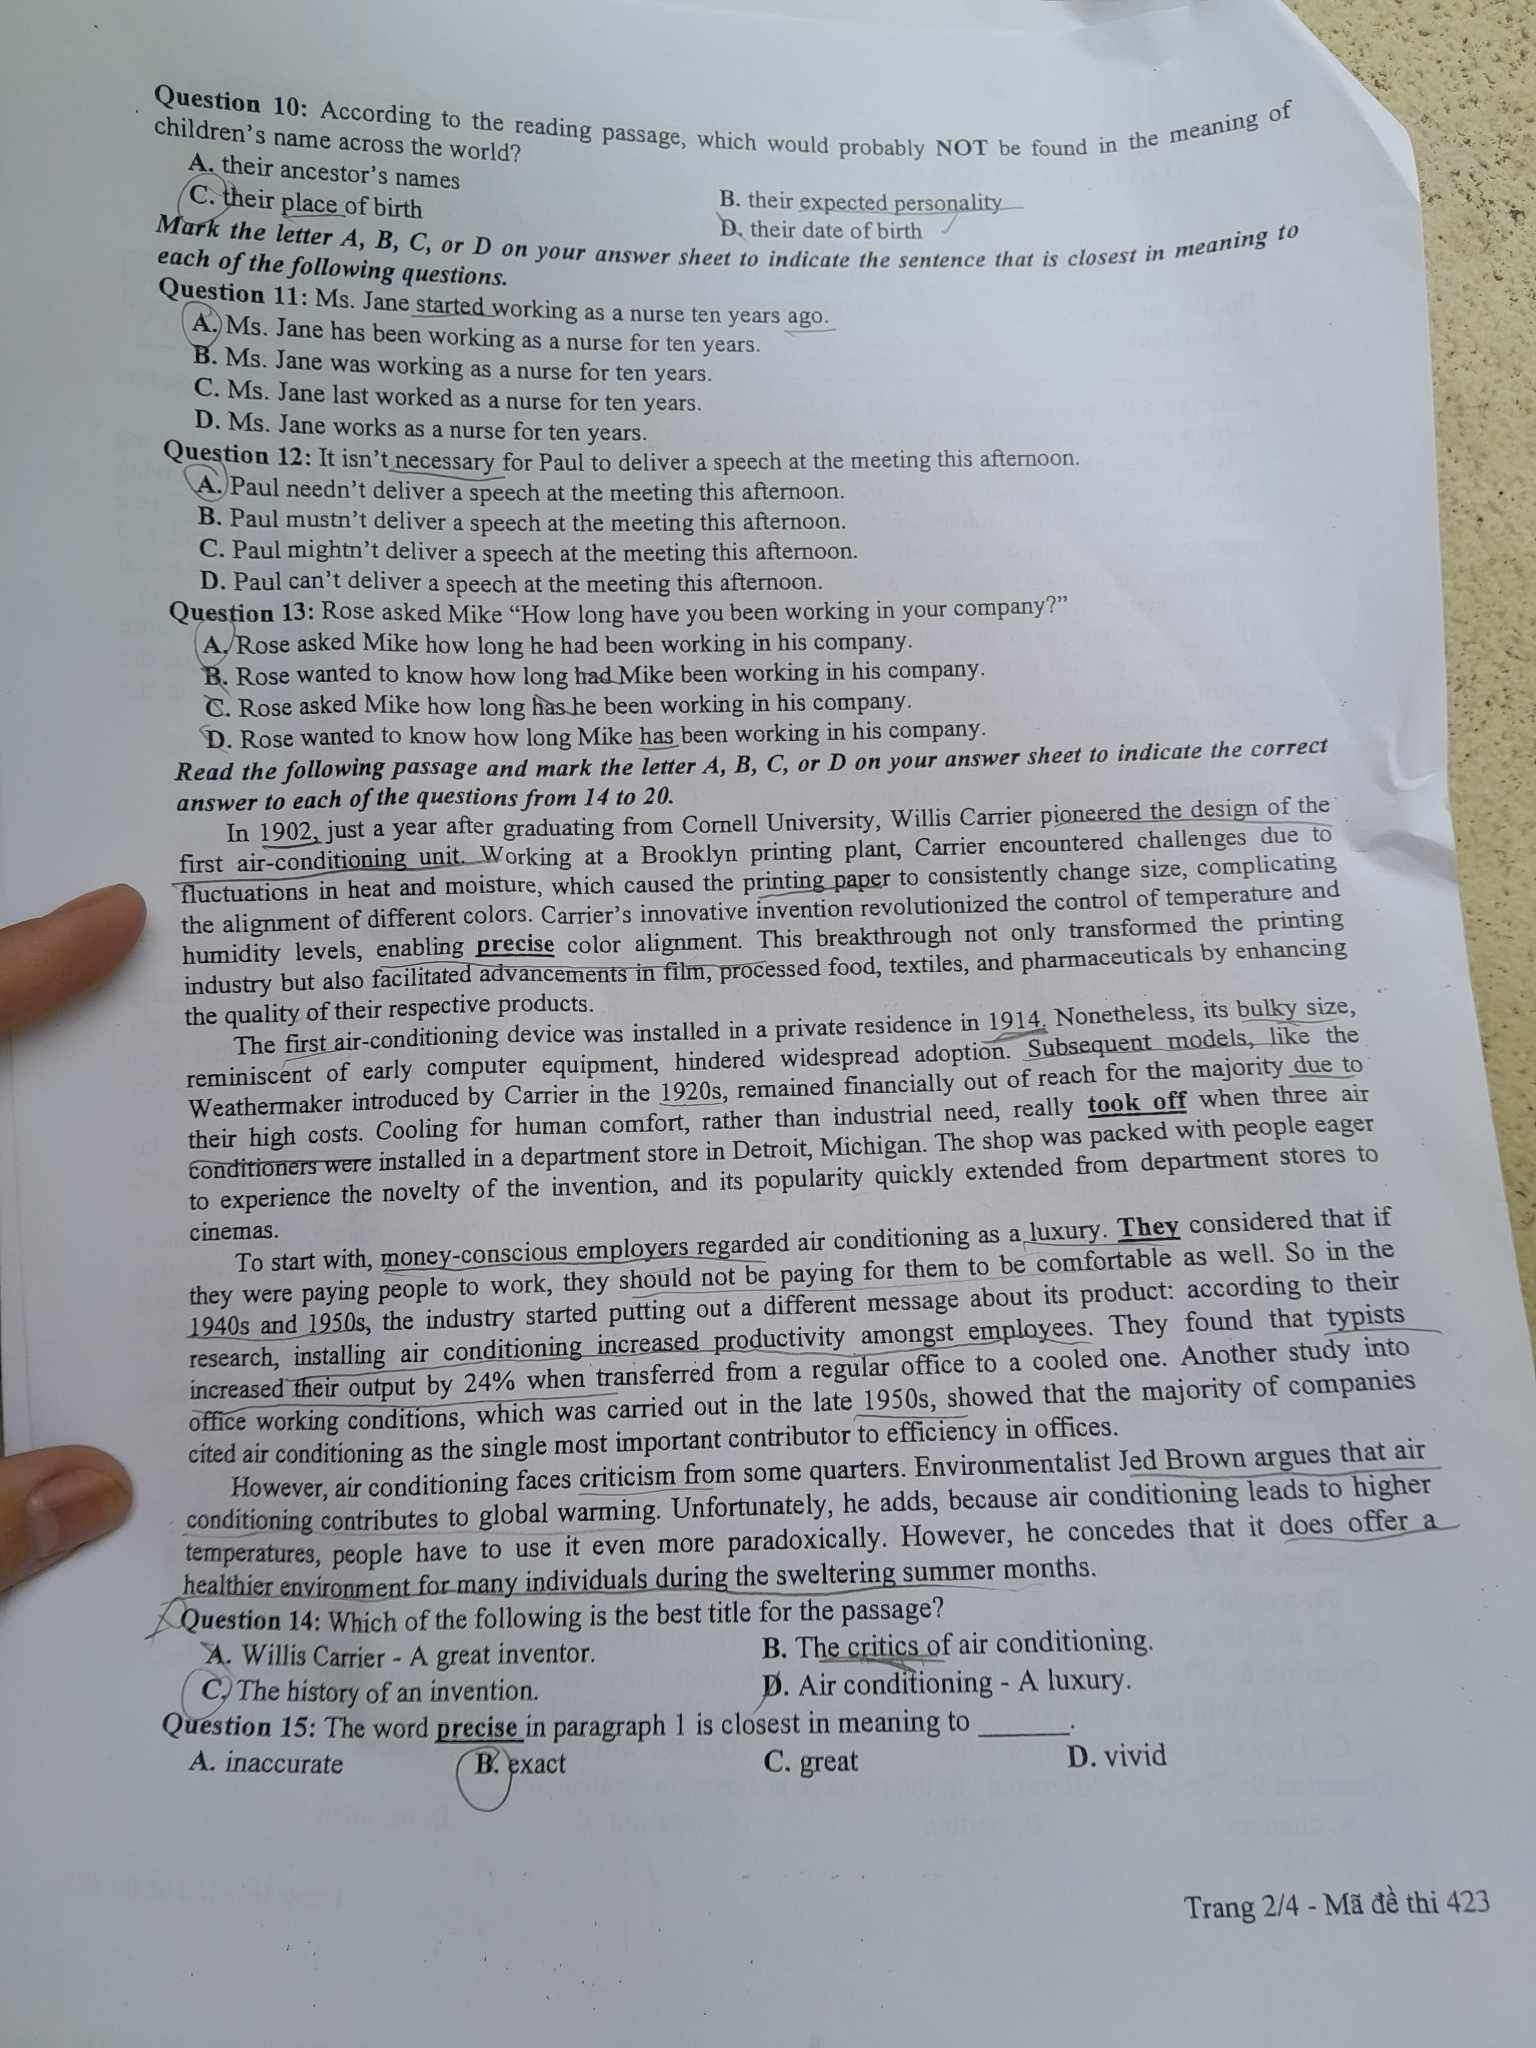 Question 10: According to the reading passage, which would probably NOT be found in the meaning of
children's name across the world?
A. their ancestor's names
B. their expected personality
C. their place of birth
D. their date of birth
Mark the letter A, B, C, or D on your answer sheet to indicate the sentence that is closest in meaning to
each of the following questions.
Question 11: Ms. Jane started working as a nurse ten years ago.
A. Ms. Jane has been working as a nurse for ten years.
B. Ms. Jane was working as a nurse for ten years.
C. Ms. Jane last worked as a nurse for ten years.
D. Ms. Jane works as a nurse for ten years.
Question 12: It isn't necessary for Paul to deliver a speech at the meeting this afternoon.
A. Paul needn't deliver a speech at the meeting this afternoon.
B. Paul mustn't deliver a speech at the meeting this afternoon.
C. Paul mightn't deliver a speech at the meeting this afternoon.
D. Paul can't deliver a speech at the meeting this afternoon.
Question 13: Rose asked Mike “How long have you been working in your company?”
A. Rose asked Mike how long he had been working in his company.
B. Rose wanted to know how long had Mike been working in his company.
C. Rose asked Mike how long has he been working in his company.
D. Rose wanted to know how long Mike has been working in his company.
Read the following passage and mark the letter A, B, C, or D on your answer sheet to indicate the correct
answer to each of the questions from 14 to 20.
In 1902, just a year after graduating from Cornell University, Willis Carrier pioneered the design of the
first air-conditioning unit. Working at a Brooklyn printing plant, Carrier encountered challenges due to
fluctuations in heat and moisture, which caused the printing paper to consistently change size, complicating
the alignment of different colors. Carrier's innovative invention revolutionized the control of temperature and
humidity levels, enabling precise color alignment. This breakthrough not only transformed the printing
industry but also facilitated advancements in film, processed food, textiles, and pharmaceuticals by enhancing
the quality of their respective products.
The first air-conditioning device was installed in a private residence in 1914. Nonetheless, its bulky size,
reminiscent of early computer equipment, hindered widespread adoption. Subsequent models, like the
Weathermaker introduced by Carrier in the 1920s, remained financially out of reach for the majority due to
their high costs. Cooling for human comfort, rather than industrial need, really took off when three air
conditioners were installed in a department store in Detroit, Michigan. The shop was packed with people eager
to experience the novelty of the invention, and its popularity quickly extended from department stores to
cinemas.
To start with, money-conscious employers regarded air conditioning as a luxury. They considered that if
they were paying people to work, they should not be paying for them to be comfortable as well. So in the
1940s and 1950s, the industry started putting out a different message about its product: according to their
research, installing air conditioning increased productivity amongst employees. They found that typists
increased their output by 24% when transferred from a regular office to a cooled one. Another study into
office working conditions, which was carried out in the late 1950s, showed that the majority of companies
cited air conditioning as the single most important contributor to efficiency in offices.
However, air conditioning faces criticism from some quarters. Environmentalist Jed Brown argues that air
conditioning contributes to global warming. Unfortunately, he adds, because air conditioning leads to higher
temperatures, people have to use it even more paradoxically. However, he concedes that it does offer a
healthier environment for many individuals during the sweltering summer months.
Question 14: Which of the following is the best title for the passage?
A. Willis Carrier - A great inventor.
B. The critics of air conditioning.
C. The history of an invention.
D. Air conditioning - A luxury.
Question 15: The word precise in paragraph 1 is closest in meaning to ______.
A. inaccurate
B. exact
C. great
D. vivid
Trang 2/4 - Mã đề thi 423